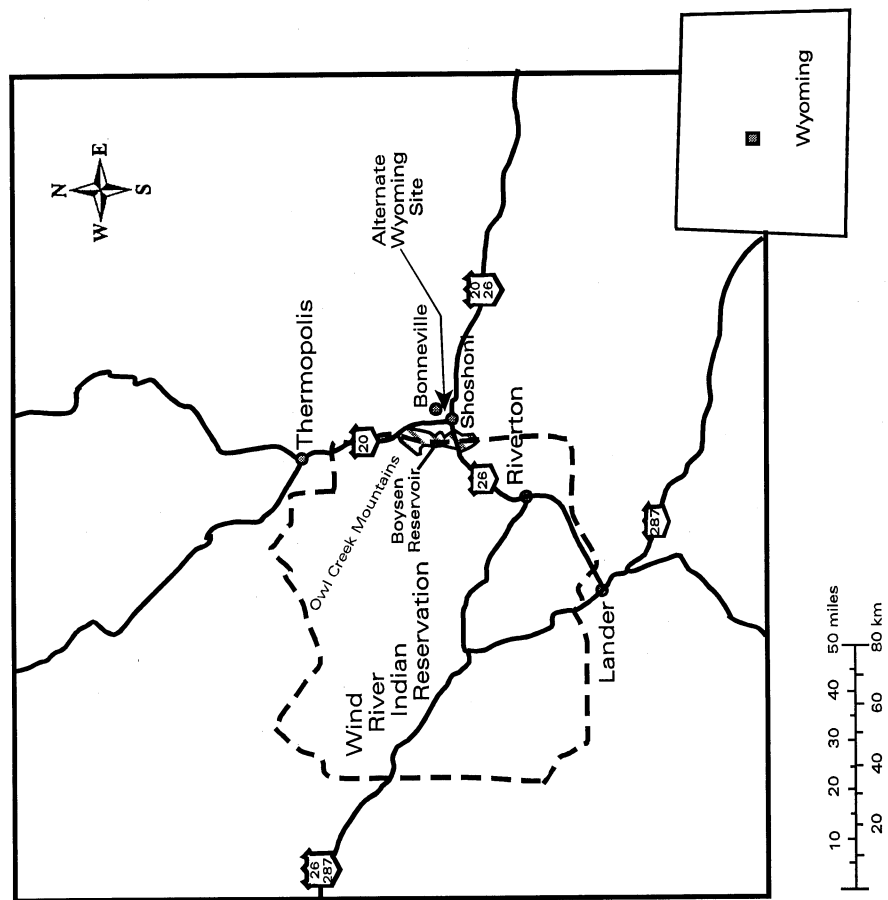 N
W E
S
Thermopolis
20
26
287
Owl Creek Mountains
Wind
River
Indian
Reservation
Boysen
Reservoir
Bonneville
Alternate
Wyoming
Site
Shoshoni
20
26
26
Riverton
Lander
287
Wyoming
10 20 30 40 50 miles
20 40 60 80 km